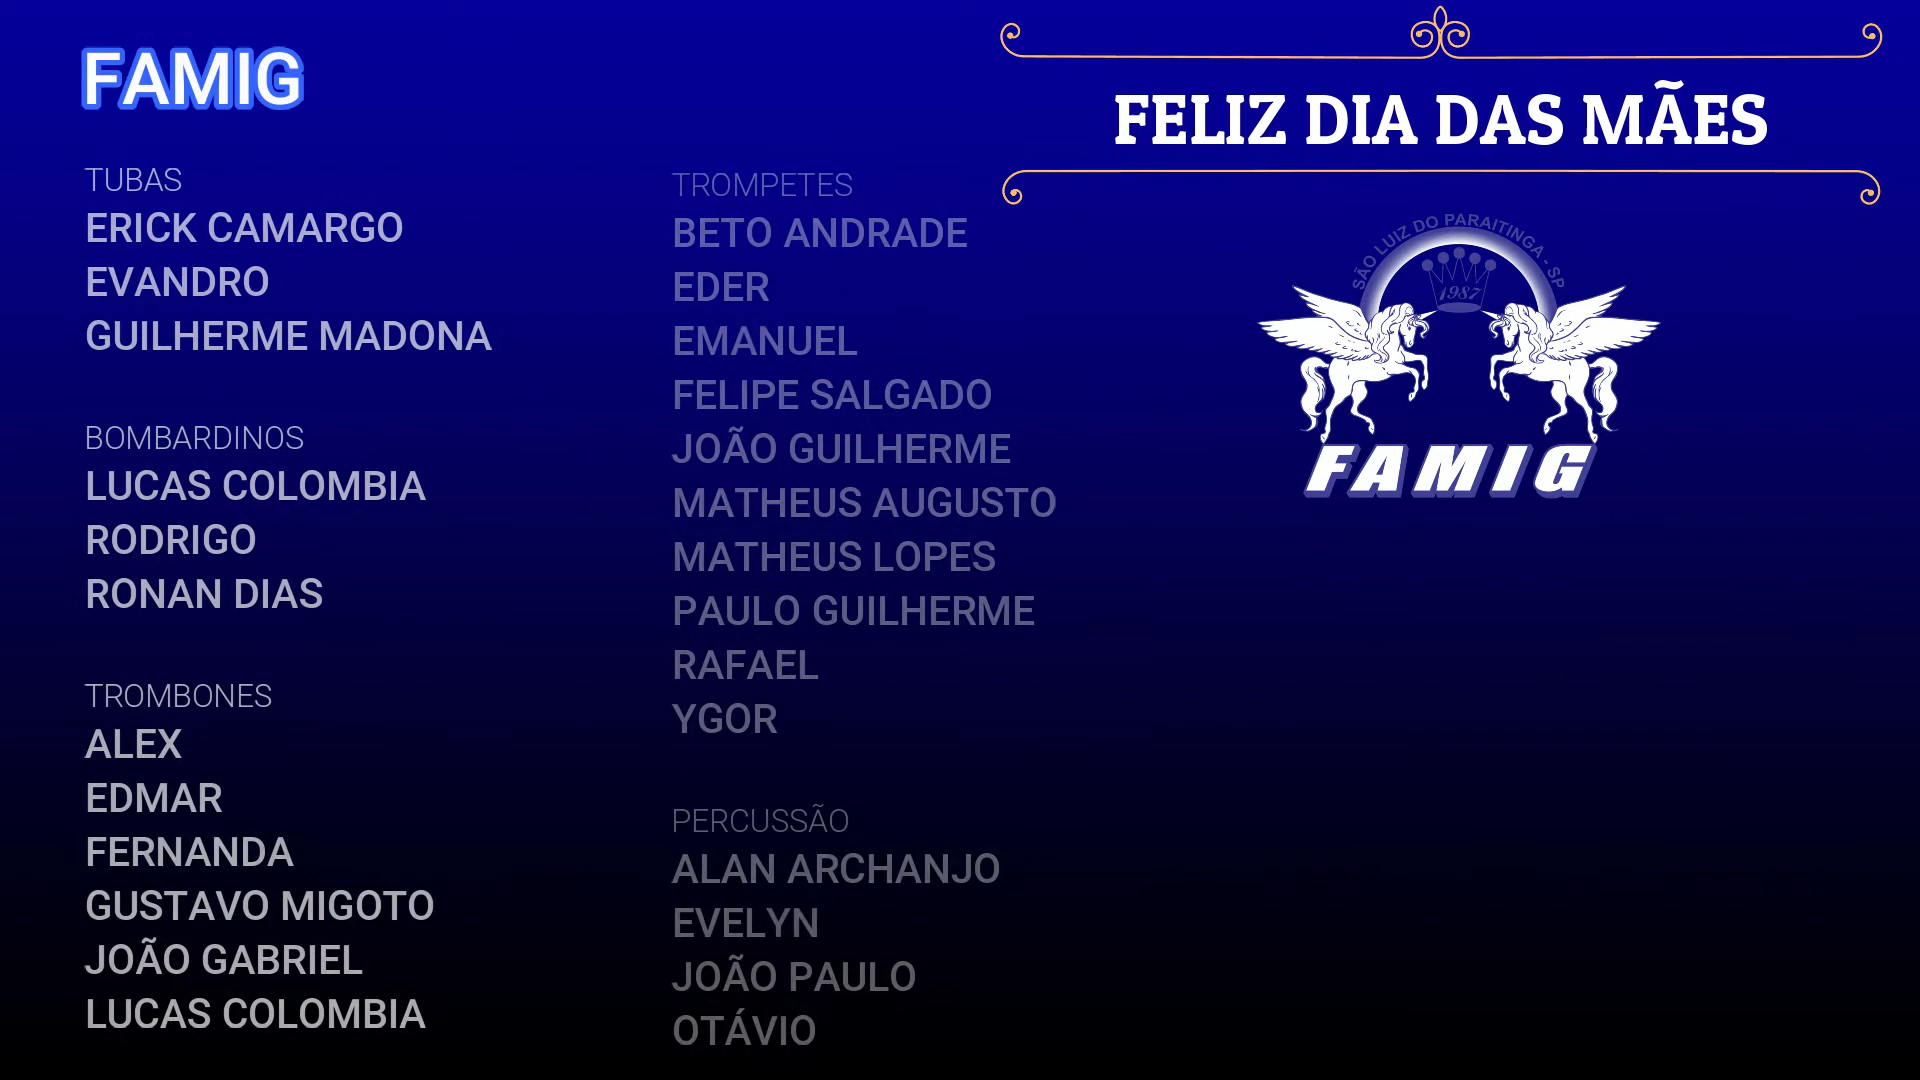 FAMIG
TUBAS
ERICK CAMARGO
EVANDRO
GUILHERME MADONA
BOMBARDINOS
LUCAS COLOMBIA
RODRIGO
RONAN DIAS
TROMBONES
ALEX
EDMAR
FERNANDA
GUSTAVO MIGOTO
JOÃO GABRIEL
LUCAS COLOMBIA
TROMPETES
BETO ANDRADE
EDER
EMANUEL
FELIPE SALGADO
JOÃO GUILHERME
MATHEUS AUGUSTO
MATHEUS LOPES
PAULO GUILHERME
RAFAEL
YGOR
PERCUSSÃO
ALAN ARCHANJO
EVELYN
JOÃO PAULO
OTÁVIO
FELIZ DIA DAS MÃES
SÃO LUIZ DO PARAITINGA - SP
1987
FAMIG